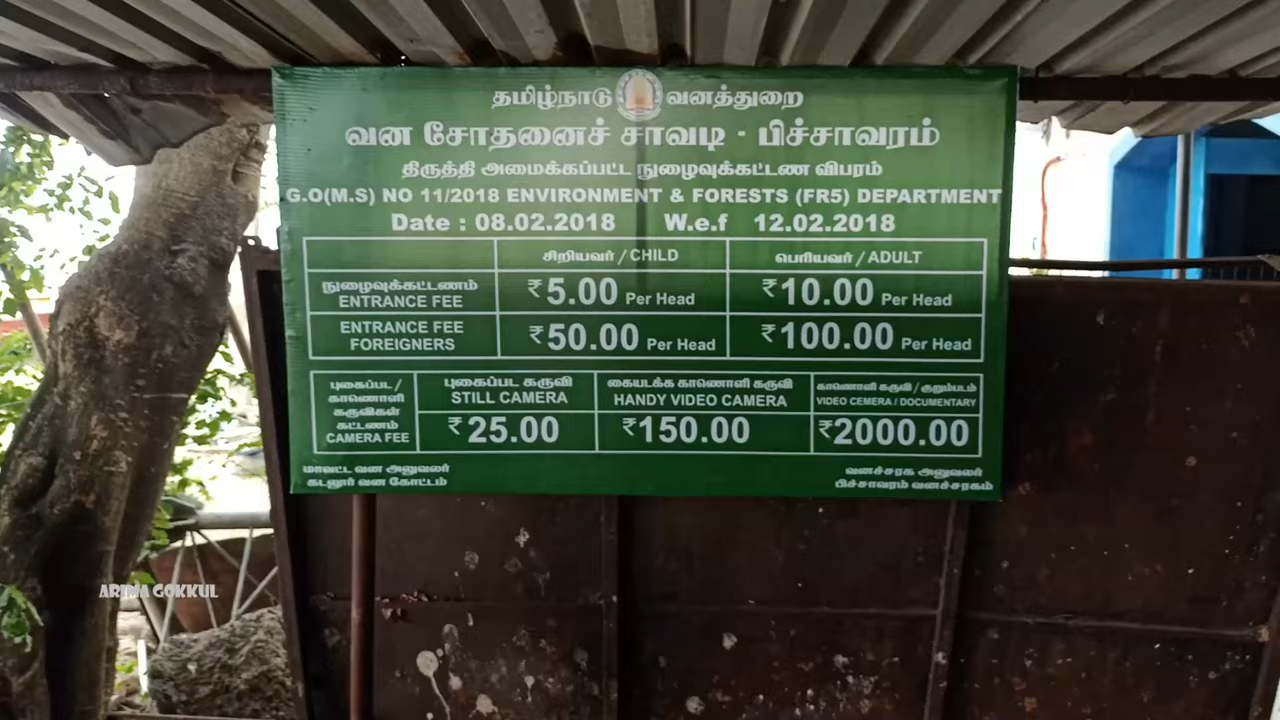 தமிழ்நாடு வனத்துறை
வன சோதனைச் சாவடி - பிச்சாவரம்
திருத்தி அமைக்கப்பட்ட நுழைவுக்கட்டண விபரம்
G.O(M.S) NO 11/2018 ENVIRONMENT & FORESTS (FR5) DEPARTMENT
Date : 08.02.2018 W.e.f 12.02.2018
சிறியவர் / CHILD பெரியவர் / ADULT
நுழைவுக்கட்டணம்
ENTRANCE FEE ₹5.00 Per Head ₹10.00 Per Head
ENTRANCE FEE
FOREIGNERS ₹50.00 Per Head ₹100.00 Per Head
புகைப்பட /
காணொளி
கருவிகள்
கட்டணம்
CAMERA FEE
புகைப்பட கருவி
STILL CAMERA
₹25.00
கையடக்க காணொளி கருவி
HANDY VIDEO CAMERA
₹150.00
காணொளி கருவி / குறும்படம்
VIDEO CEMERA / DOCUMENTARY
₹2000.00
மாவட்ட வன அலுவலர்
கடலூர் வன கோட்டம்
வனச்சரக அலுவலர்
பிச்சாவரம் வனச்சரகம்
ARTHA GOKKUL